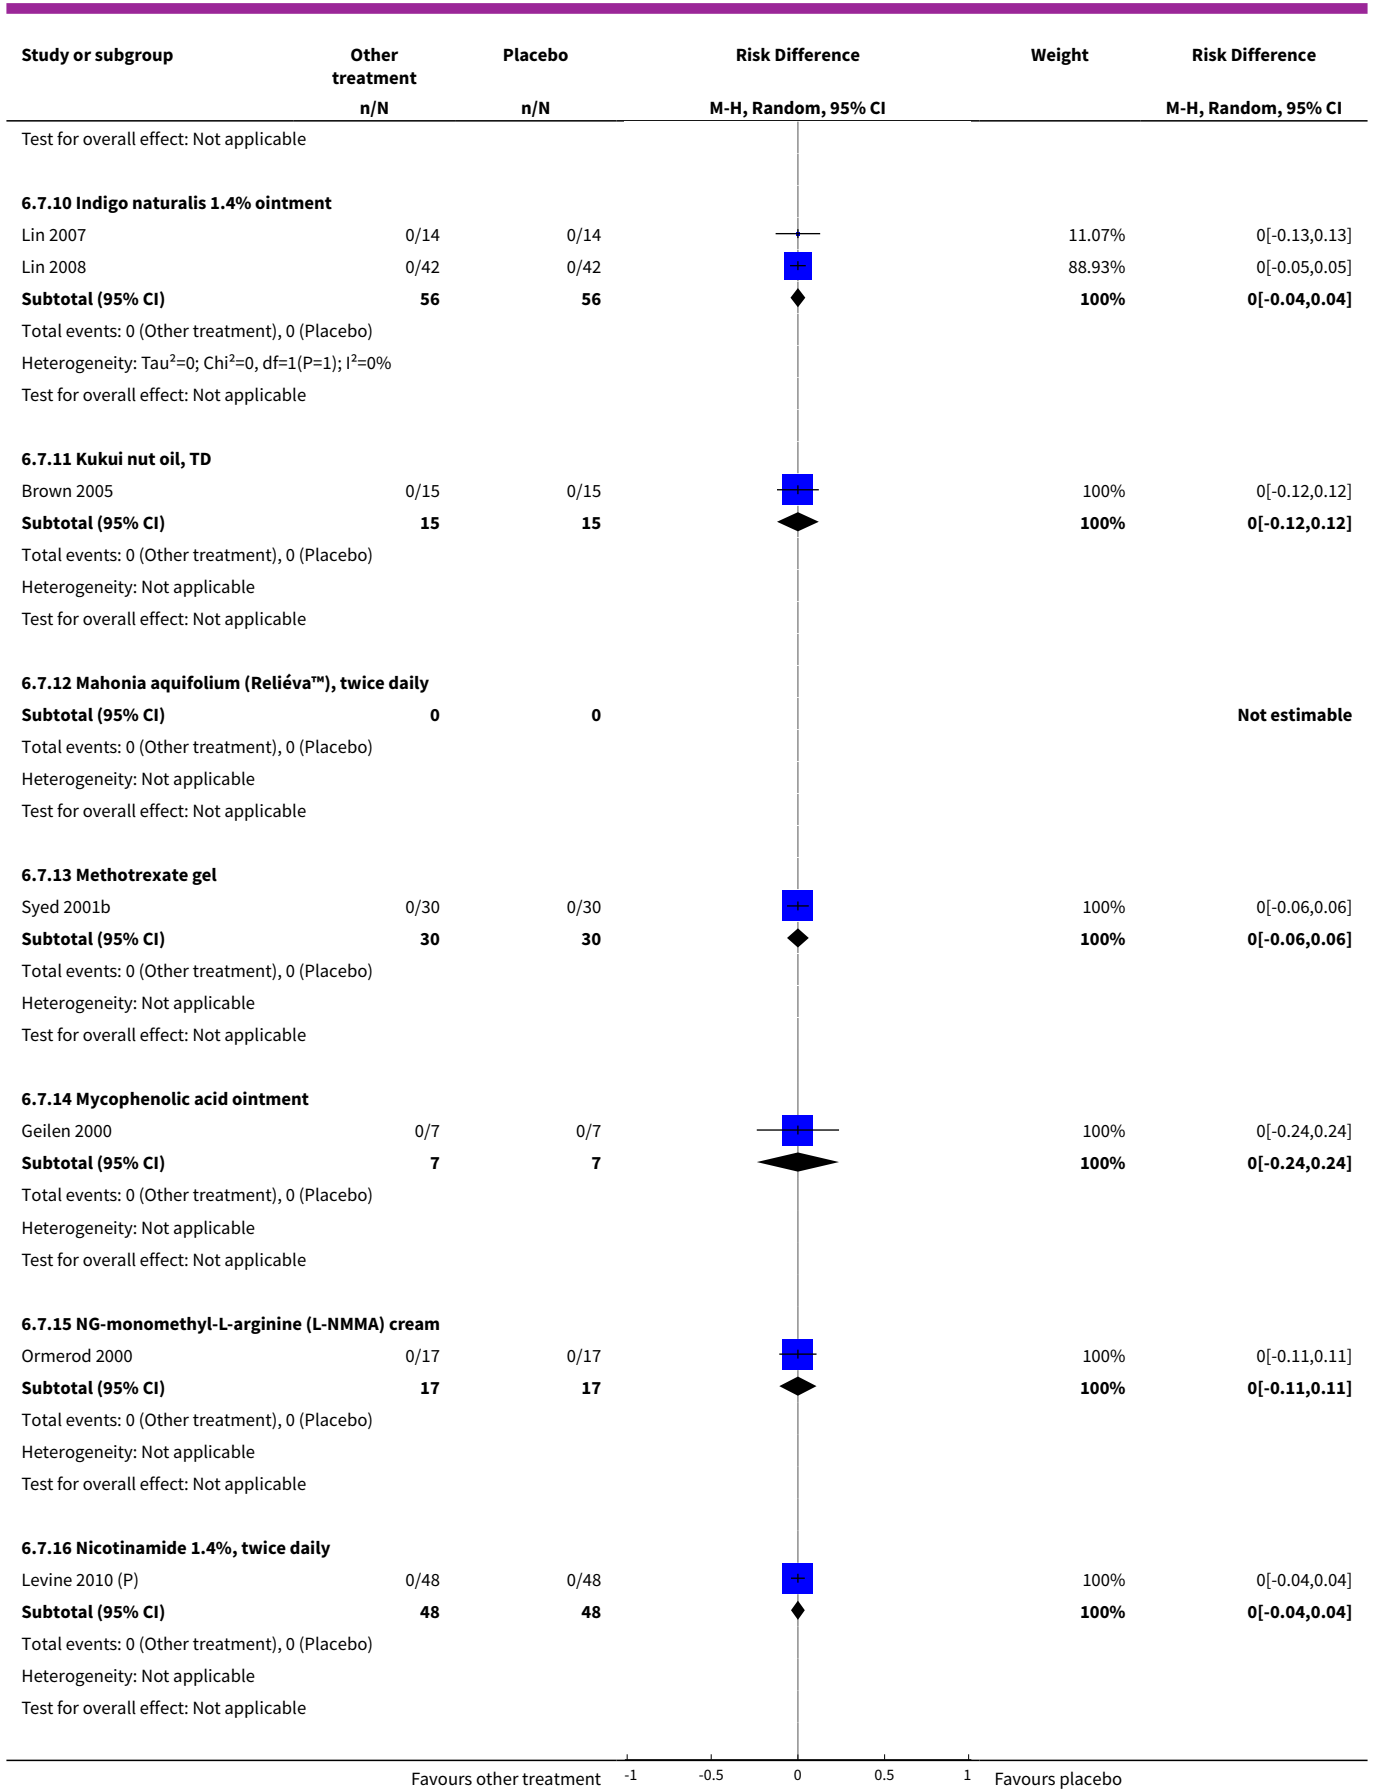 Study or subgroup Other Placebo Risk Difference Weight Risk Difference
treatment
n/N n/N M-H, Random, 95% CI M-H, Random, 95% CI
Test for overall effect: Not applicable
6.7.10 Indigo naturalis 1.4% ointment
Lin 2007 0/14 0/14 11.07% 0[-0.13,0.13]
Lin 2008 0/42 0/42 88.93% 0[-0.05,0.05]
Subtotal (95% CI) 56 56 100% 0[-0.04,0.04]
Total events: 0 (Other treatment), 0 (Placebo)
Heterogeneity: Tau²=0; Chi²=0, df=1(P=1); I²=0%
Test for overall effect: Not applicable
6.7.11 Kukui nut oil, TD
Brown 2005 0/15 0/15 100% 0[-0.12,0.12]
Subtotal (95% CI) 15 15 100% 0[-0.12,0.12]
Total events: 0 (Other treatment), 0 (Placebo)
Heterogeneity: Not applicable
Test for overall effect: Not applicable
6.7.12 Mahonia aquifolium (Reliéva™), twice daily
Subtotal (95% CI) 0 0 Not estimable
Total events: 0 (Other treatment), 0 (Placebo)
Heterogeneity: Not applicable
Test for overall effect: Not applicable
6.7.13 Methotrexate gel
Syed 2001b 0/30 0/30 100% 0[-0.06,0.06]
Subtotal (95% CI) 30 30 100% 0[-0.06,0.06]
Total events: 0 (Other treatment), 0 (Placebo)
Heterogeneity: Not applicable
Test for overall effect: Not applicable
6.7.14 Mycophenolic acid ointment
Geilen 2000 0/7 0/7 100% 0[-0.24,0.24]
Subtotal (95% CI) 7 7 100% 0[-0.24,0.24]
Total events: 0 (Other treatment), 0 (Placebo)
Heterogeneity: Not applicable
Test for overall effect: Not applicable
6.7.15 NG-monomethyl-L-arginine (L-NMMA) cream
Ormerod 2000 0/17 0/17 100% 0[-0.11,0.11]
Subtotal (95% CI) 17 17 100% 0[-0.11,0.11]
Total events: 0 (Other treatment), 0 (Placebo)
Heterogeneity: Not applicable
Test for overall effect: Not applicable
6.7.16 Nicotinamide 1.4%, twice daily
Levine 2010 (P) 0/48 0/48 100% 0[-0.04,0.04]
Subtotal (95% CI) 48 48 100% 0[-0.04,0.04]
Total events: 0 (Other treatment), 0 (Placebo)
Heterogeneity: Not applicable
Test for overall effect: Not applicable
Favours other treatment -1 -0.5 0 0.5 1 Favours placebo